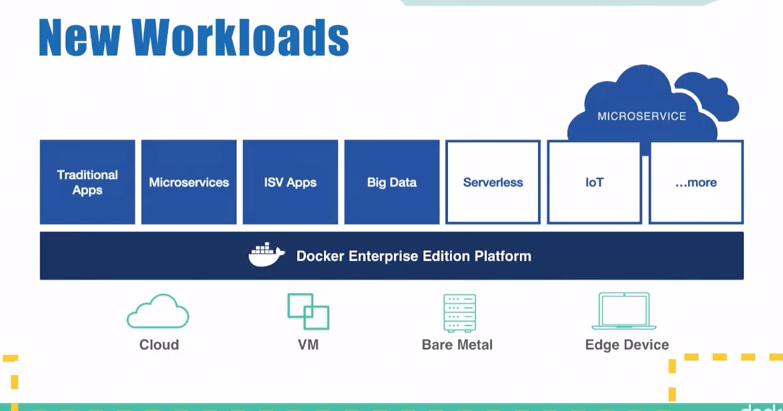 New Workloads
MICROSERVICE
Traditional
Apps
Microservices
ISV Apps
Big Data
Serverless
IoT
...more
Docker Enterprise Edition Platform
Cloud
VM
Bare Metal
Edge Device